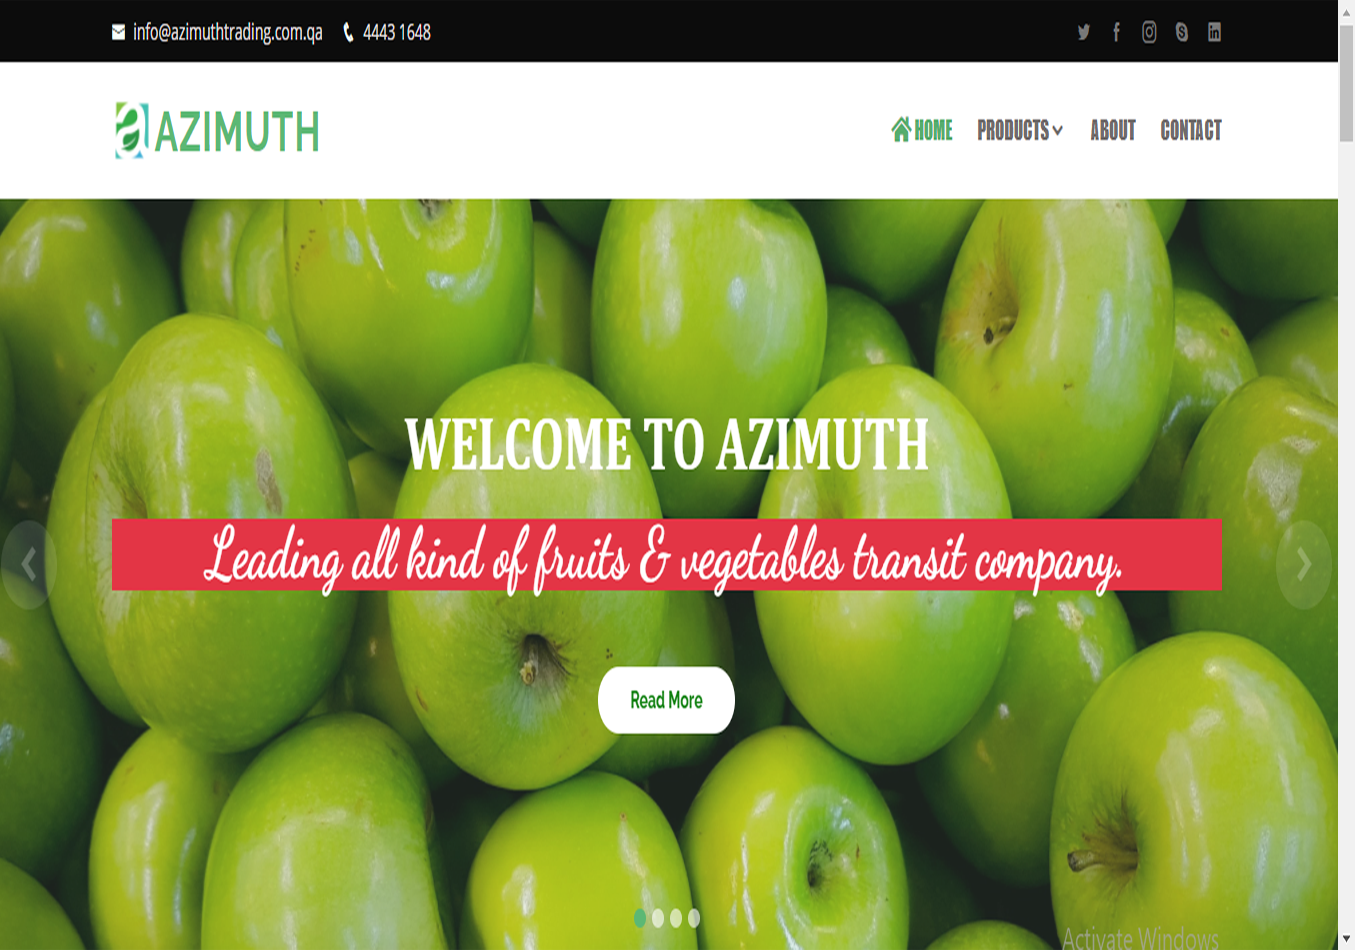 info@azimuthtrading.com.qa 4443 1648
AZIMUTH
HOME PRODUCTS ABOUT CONTACT
WELCOME TO AZIMUTH
Leading all kind of fruits & vegetables transit company.
Read More
Activate Windows